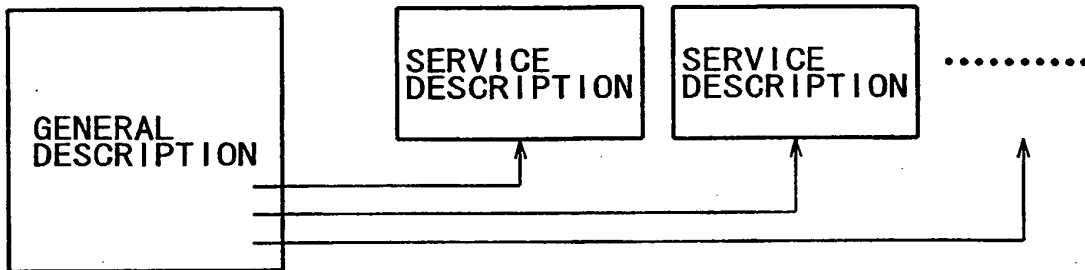 GENERAL
DESCRIPTION
SERVICE
DESCRIPTION
SERVICE
DESCRIPTION